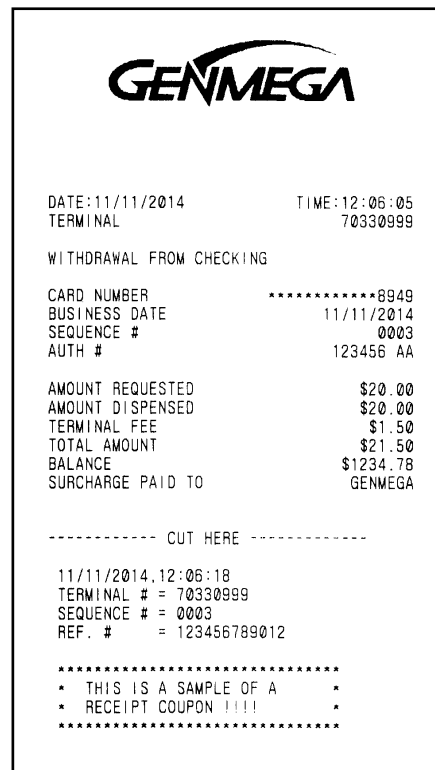 GENMEGA
DATE:11/11/2014 TIME:12:06:05
TERMINAL 70330999
WITHDRAWAL FROM CHECKING
CARD NUMBER ************8949
BUSINESS DATE 11/11/2014
SEQUENCE # 0003
AUTH # 123456 AA
AMOUNT REQUESTED $20.00
AMOUNT DISPENSED $20.00
TERMINAL FEE $1.50
TOTAL AMOUNT $21.50
BALANCE $1234.78
SURCHARGE PAID TO GENMEGA
------------ CUT HERE -------------
11/11/2014,12:06:18
TERMINAL # = 70330999
SEQUENCE # = 0003
REF. # = 123456789012
*******************************
* THIS IS A SAMPLE OF A *
* RECEIPT COUPON !!!! *
*******************************